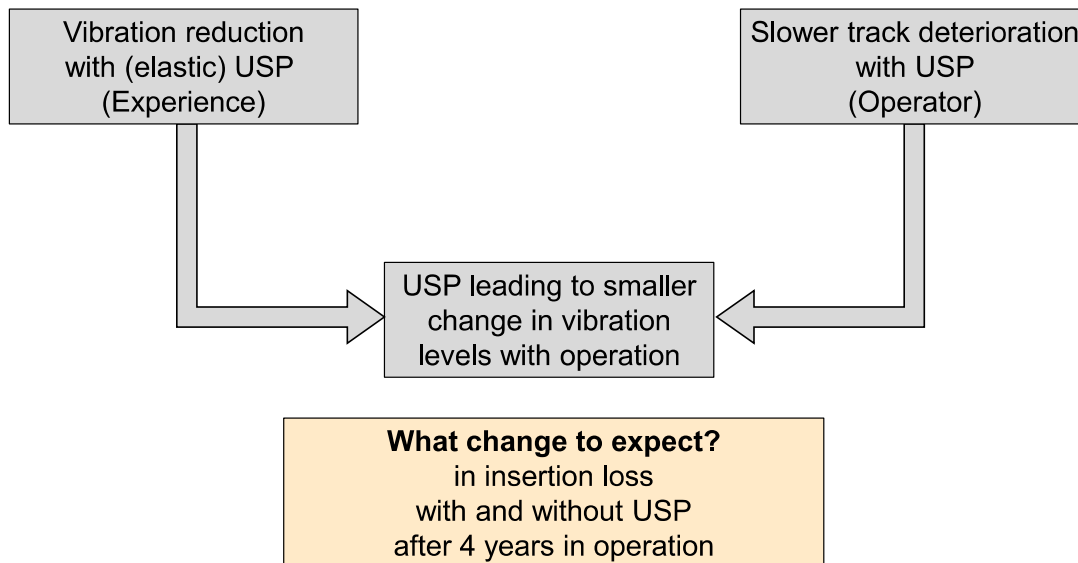 Vibration reduction
with (elastic) USP
(Experience)
Slower track deterioration
with USP
(Operator)
USP leading to smaller
change in vibration
levels with operation
What change to expect?
in insertion loss
with and without USP
after 4 years in operation